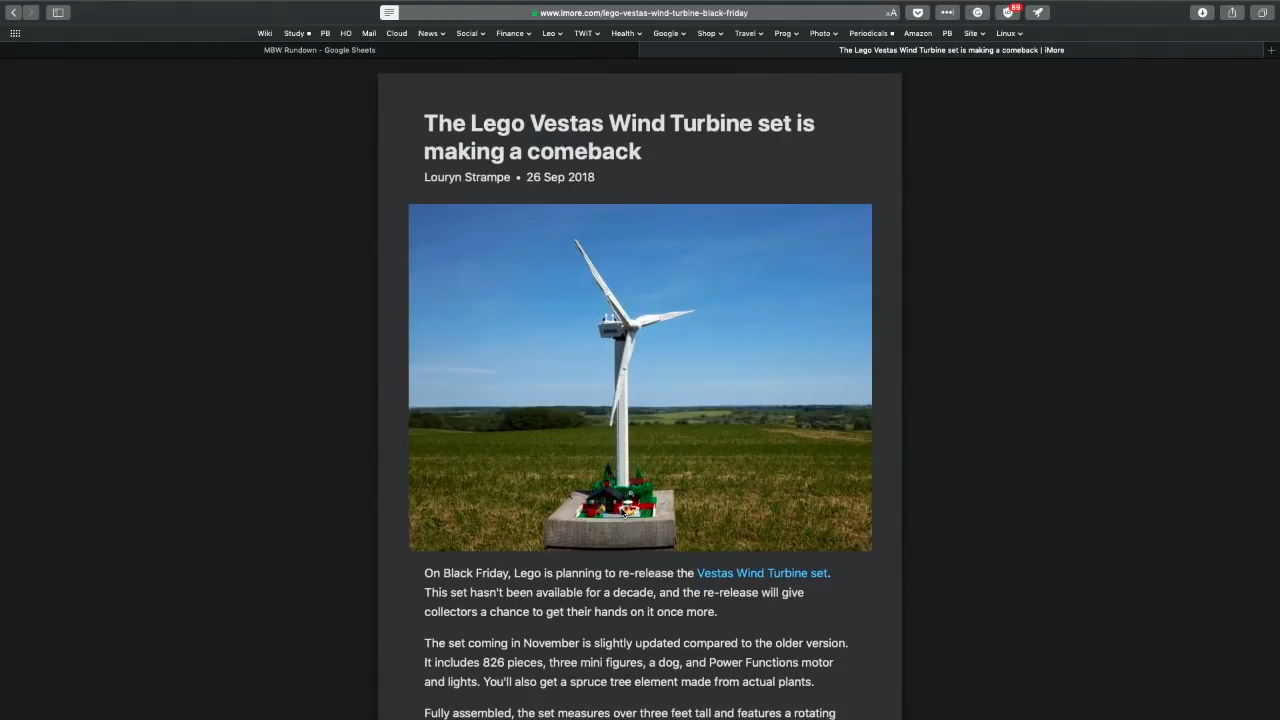 www.imore.com/lego-vestas-wind-turbine-black-friday
AA
89
Wiki Study PB HO Mail Cloud News Social Finance Leo TWiT Health Google Shop Travel Prog Photo Periodicals Amazon PB Site Linux
MBW Rundown - Google Sheets
The Lego Vestas Wind Turbine set is making a comeback | iMore
The Lego Vestas Wind Turbine set is
making a comeback
Louryn Strampe • 26 Sep 2018
On Black Friday, Lego is planning to re-release the Vestas Wind Turbine set.
This set hasn't been available for a decade, and the re-release will give
collectors a chance to get their hands on it once more.
The set coming in November is slightly updated compared to the older version.
It includes 826 pieces, three mini figures, a dog, and Power Functions motor
and lights. You'll also get a spruce tree element made from actual plants.
Fully assembled, the set measures over three feet tall and features a rotating